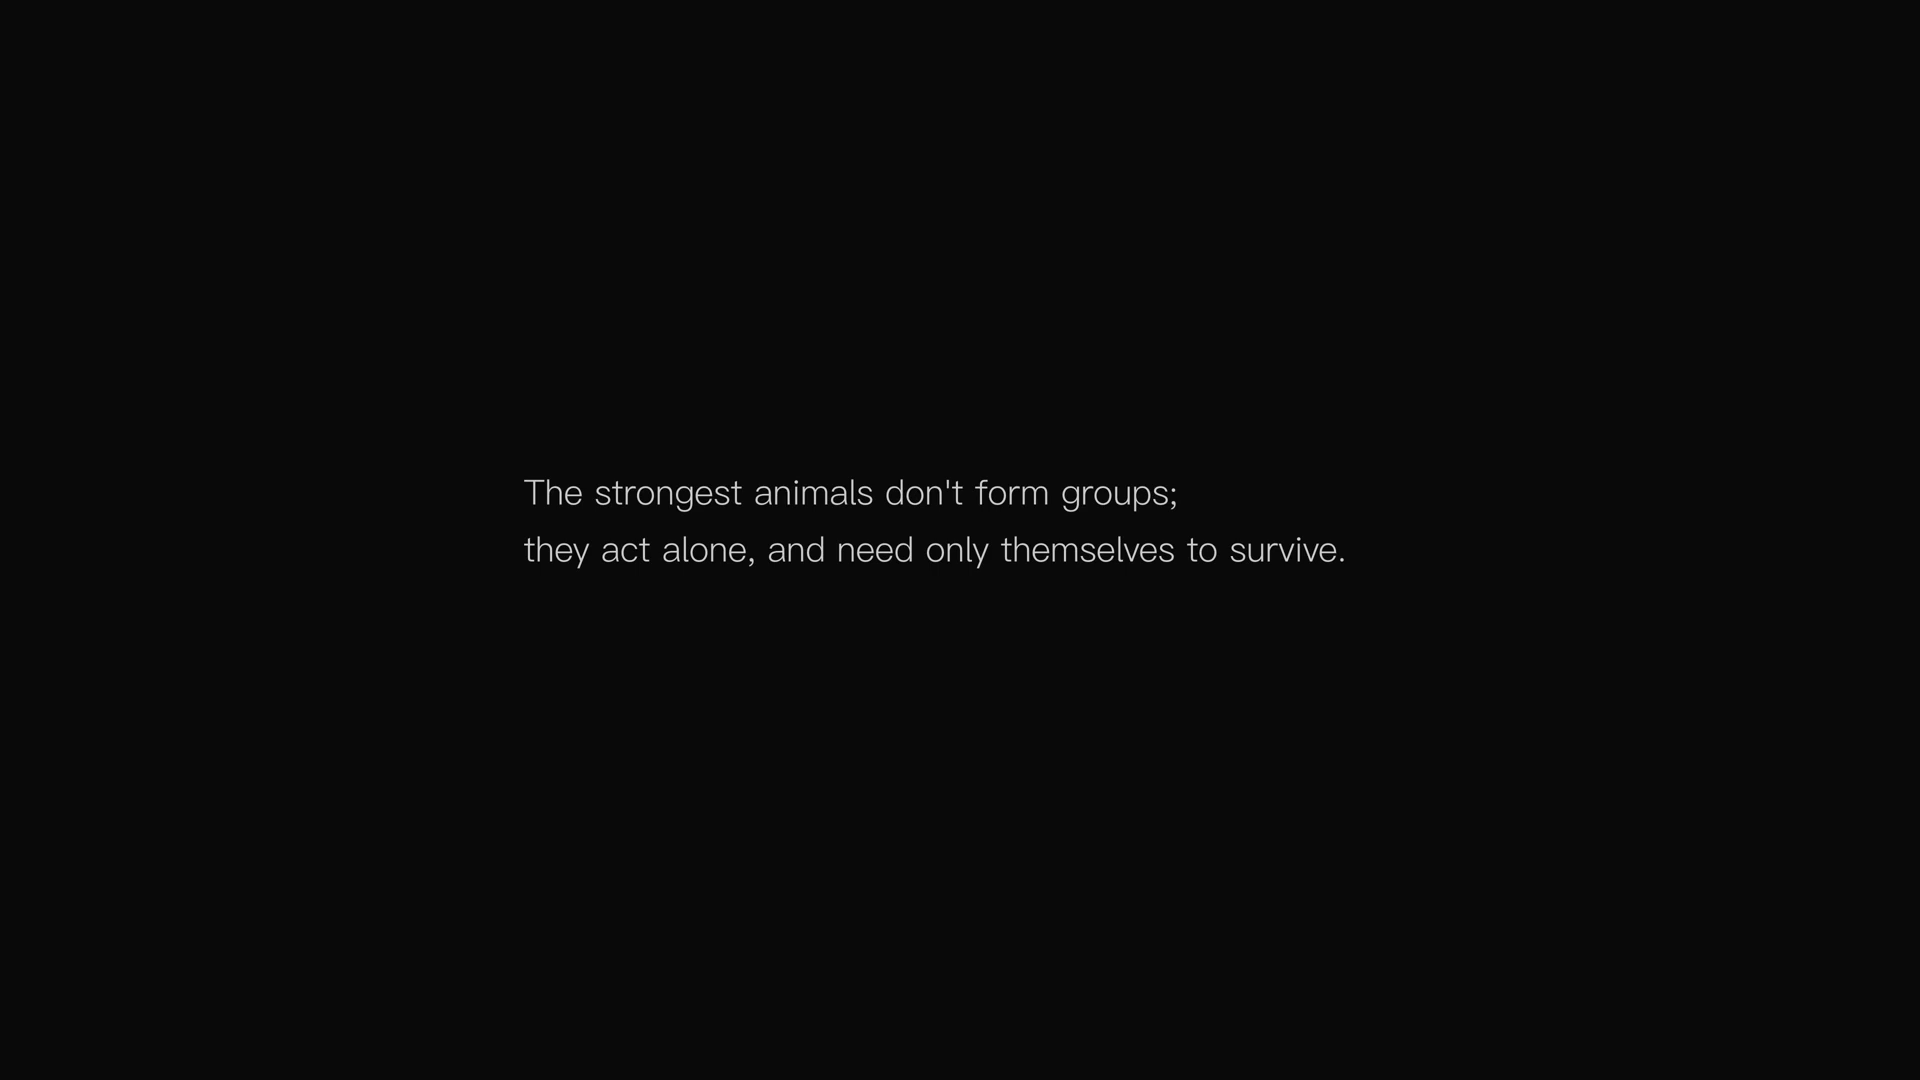 The strongest animals don't form groups;
they act alone, and need only themselves to survive.